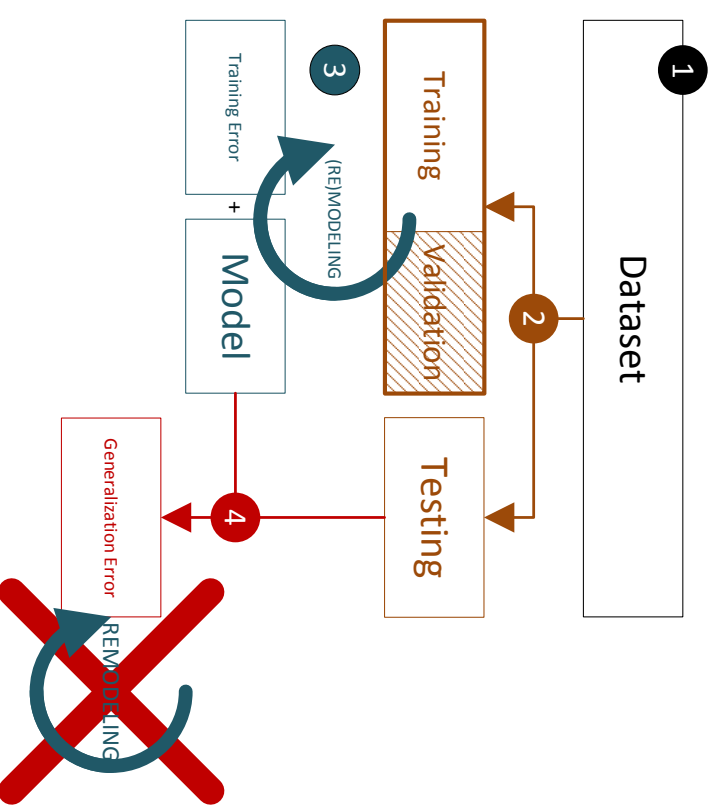 1
Dataset
2
Training
Validation
Testing
3
(RE)MODELING
Training Error
+
Model
4
Generalization Error
REMODELING